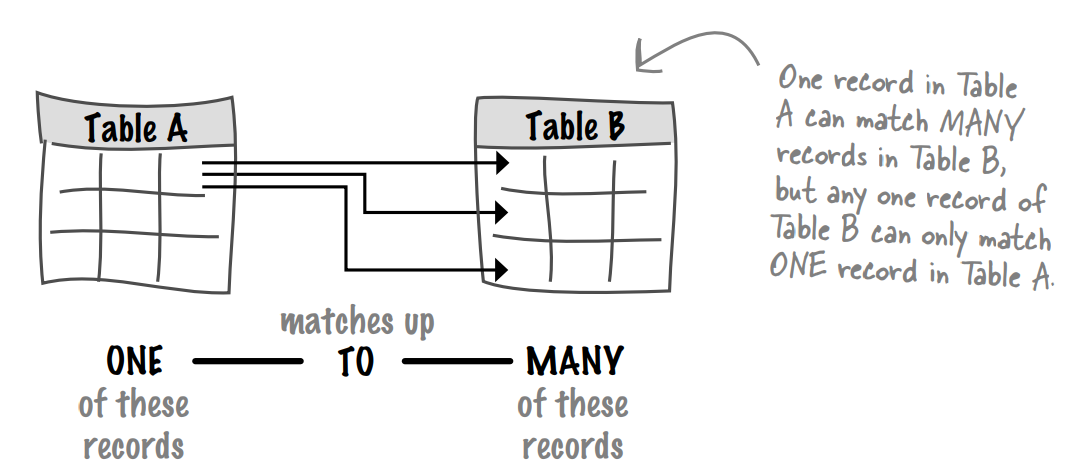 Table A
Table B
One record in Table
A can match MANY
records in Table B,
but any one record of
Table B can only match
ONE record in Table A.
matches up
ONE TO MANY
of these
records
of these
records